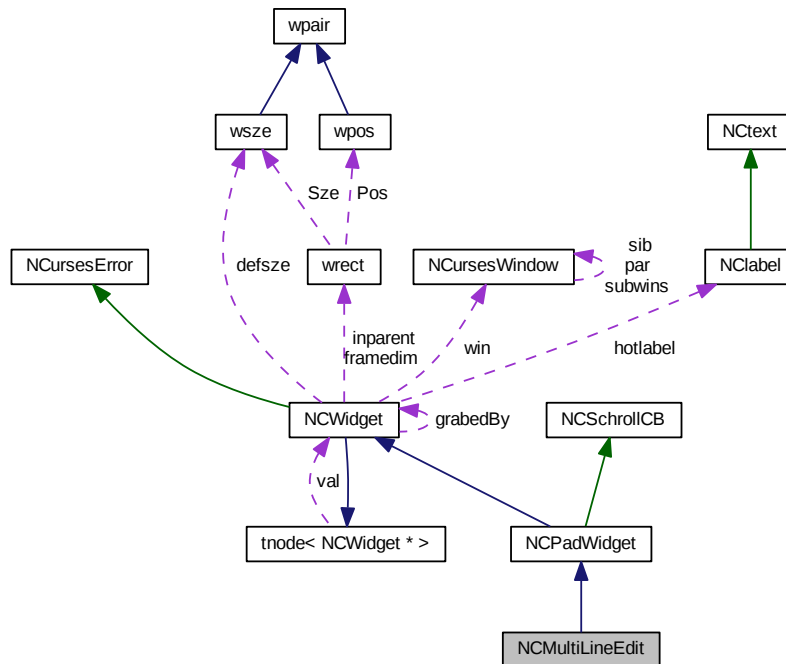 wpair
wsze
wpos
NCtext
Sze
Pos
NCursesError
defsze
wrect
NCursesWindow
sib
par
subwins
NClabel
inparent
framedim
win
hotlabel
NCWidget
grabedBy
NCSchrollCB
val
tnode< NCWidget * >
NCPadWidget
NCMultiLineEdit